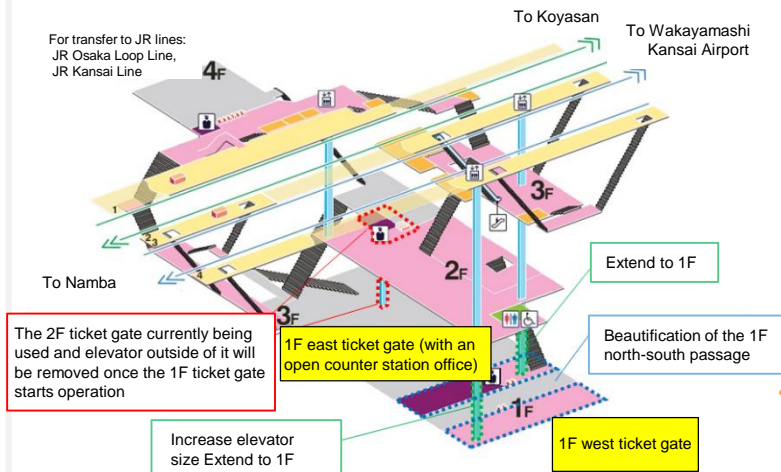 To Koyasan
To Wakayamashi
Kansai Airport
For transfer to JR lines:
JR Osaka Loop Line,
JR Kansai Line
4F
3F
1
2
3
4
To Namba
2F
3F
Extend to 1F
The 2F ticket gate currently being
used and elevator outside of it will
be removed once the 1F ticket gate
starts operation
1F east ticket gate (with an
open counter station office)
Beautification of the 1F
north-south passage
1F
Increase elevator
size Extend to 1F
1F west ticket gate